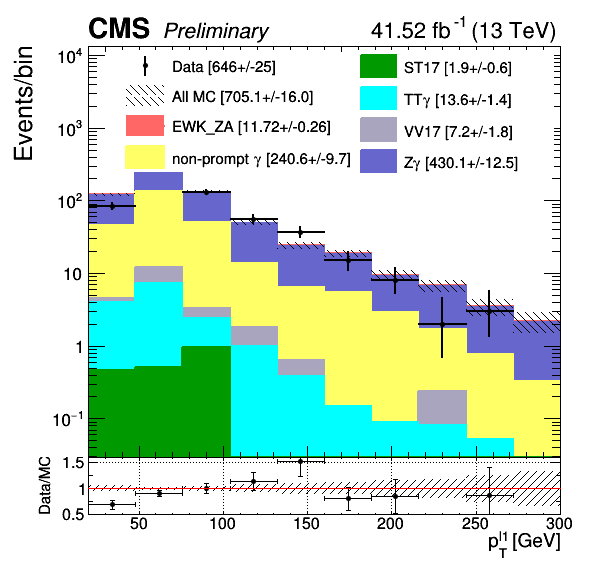 CMS Preliminary 41.52 fb⁻¹ (13 TeV)
Events/bin
10⁴
10³
10²
10
1
10⁻¹
Data [646+/-25]
All MC [705.1+/-16.0]
EWK_ZA [11.72+/-0.26]
non-prompt γ [240.6+/-9.7]
ST17 [1.9+/-0.6]
TTγ [13.6+/-1.4]
VV17 [7.2+/-1.8]
Zγ [430.1+/-12.5]
Data/MC
1.5
1
0.5
50 100 150 200 250 300
p_T^l1 [GeV]